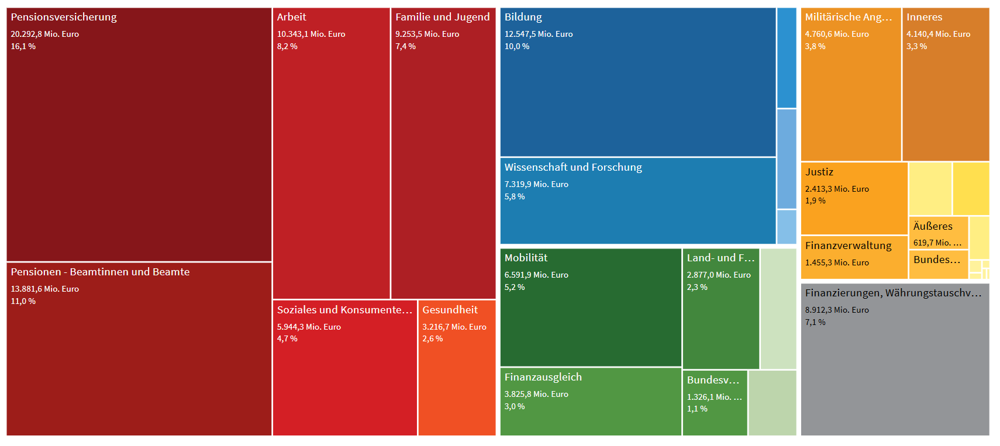 Pensionsversicherung
20.292,8 Mio. Euro
16,1 %
Pensionen - Beamtinnen und Beamte
13.881,6 Mio. Euro
11,0 %
Arbeit
10.343,1 Mio. Euro
8,2 %
Familie und Jugend
9.253,5 Mio. Euro
7,4 %
Soziales und Konsumente...
5.944,3 Mio. Euro
4,7 %
Gesundheit
3.216,7 Mio. Euro
2,6 %
Bildung
12.547,5 Mio. Euro
10,0 %
Wissenschaft und Forschung
7.319,9 Mio. Euro
5,8 %
Mobilität
6.591,9 Mio. Euro
5,2 %
Finanzausgleich
3.825,8 Mio. Euro
3,0 %
Land- und F...
2.877,0 Mio. Euro
2,3 %
Bundesv...
1.326,1 Mio. ...
1,1 %
Militärische Ang...
4.760,6 Mio. Euro
3,8 %
Inneres
4.140,4 Mio. Euro
3,3 %
Justiz
2.413,3 Mio. Euro
1,9 %
Finanzverwaltung
1.455,3 Mio. Euro
Äußeres
619,7 Mio. ...
Bundes...
Finanzierungen, Währungstauschv...
8.912,3 Mio. Euro
7,1 %